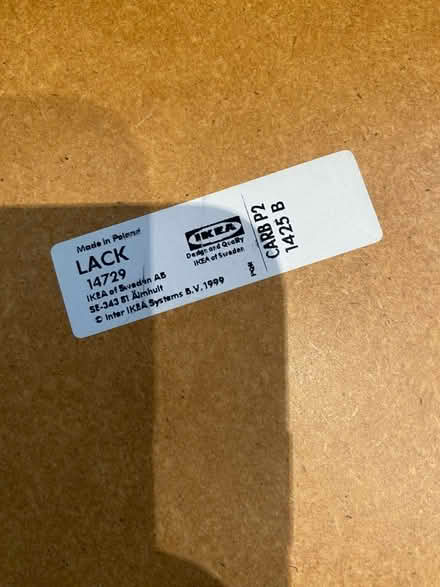 Made in Poland
LACK
14729
IKEA of Sweden AB
SE-343 81 Älmhult
© Inter IKEA Systems B.V. 1999
IKEA
Design and Quality
IKEA of Sweden
CARB P2
1425 B